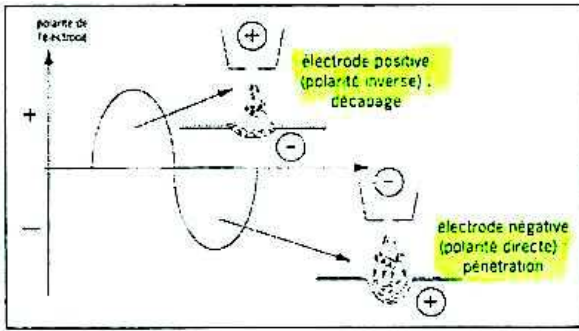 polarité de
l'électrode
+
+
électrode positive
(polarité inverse) :
décapage
−
−
—
électrode négative
(polarité directe) :
pénétration
+